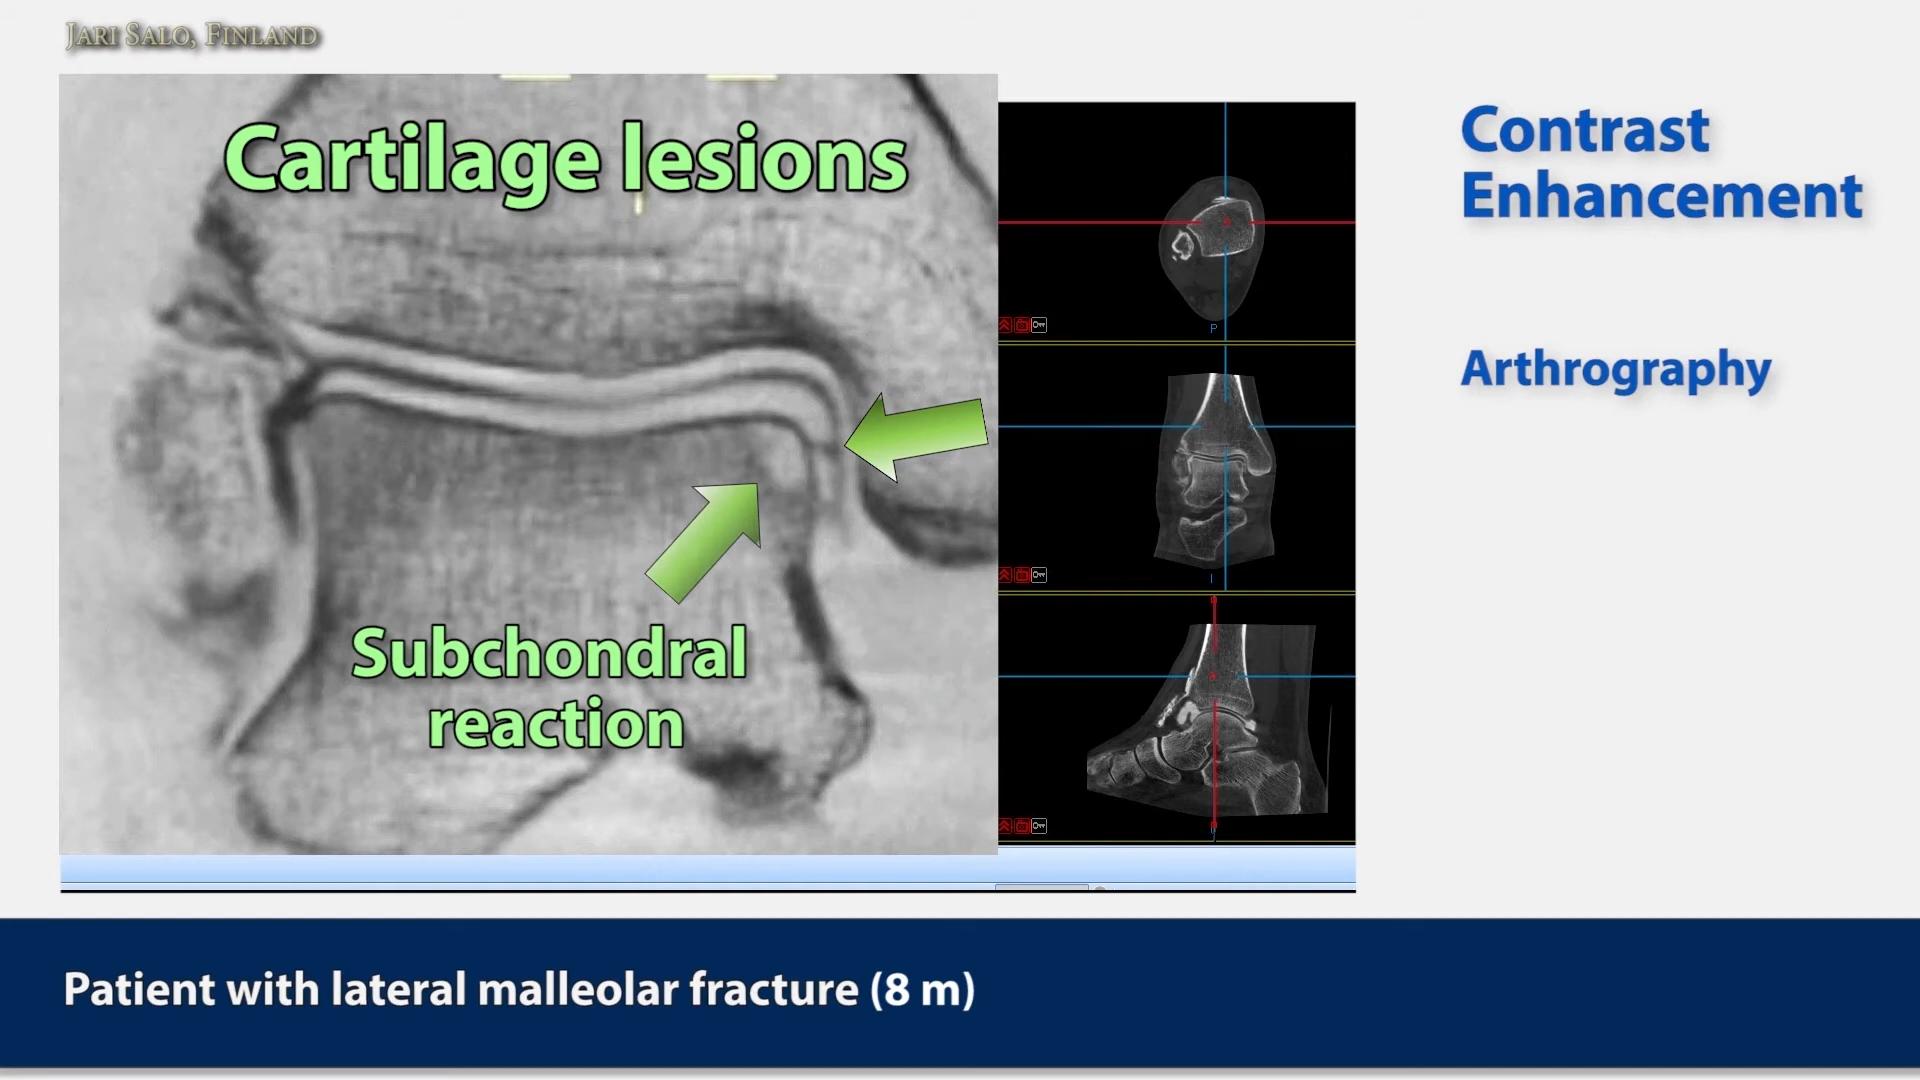 JARI SALO, FINLAND
Cartilage lesions
Subchondral
reaction
Contrast
Enhancement
Arthrography
P
I
Patient with lateral malleolar fracture (8 m)